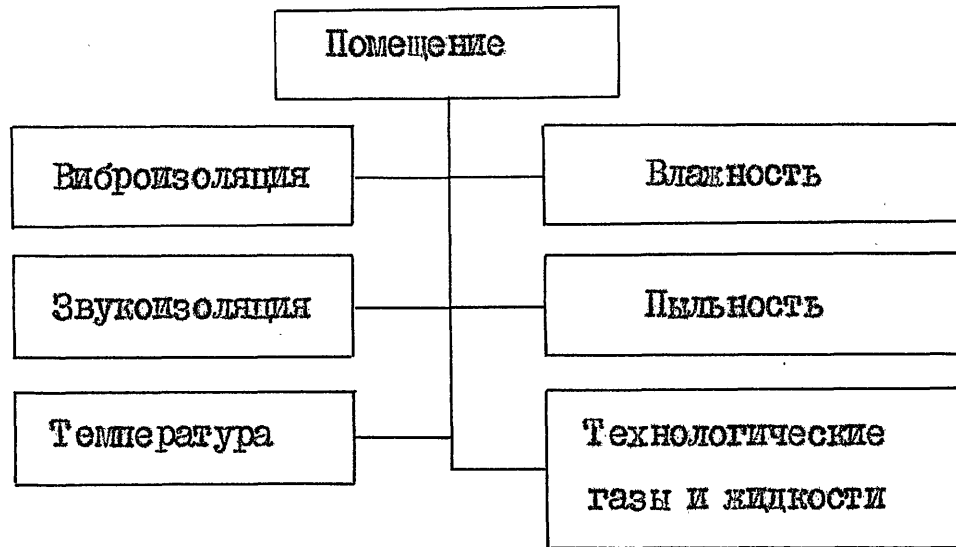 Помещение
Виброизоляция
Влажность
Звукоизоляция
Пыльность
Температура
Технологические
газы и жидкости